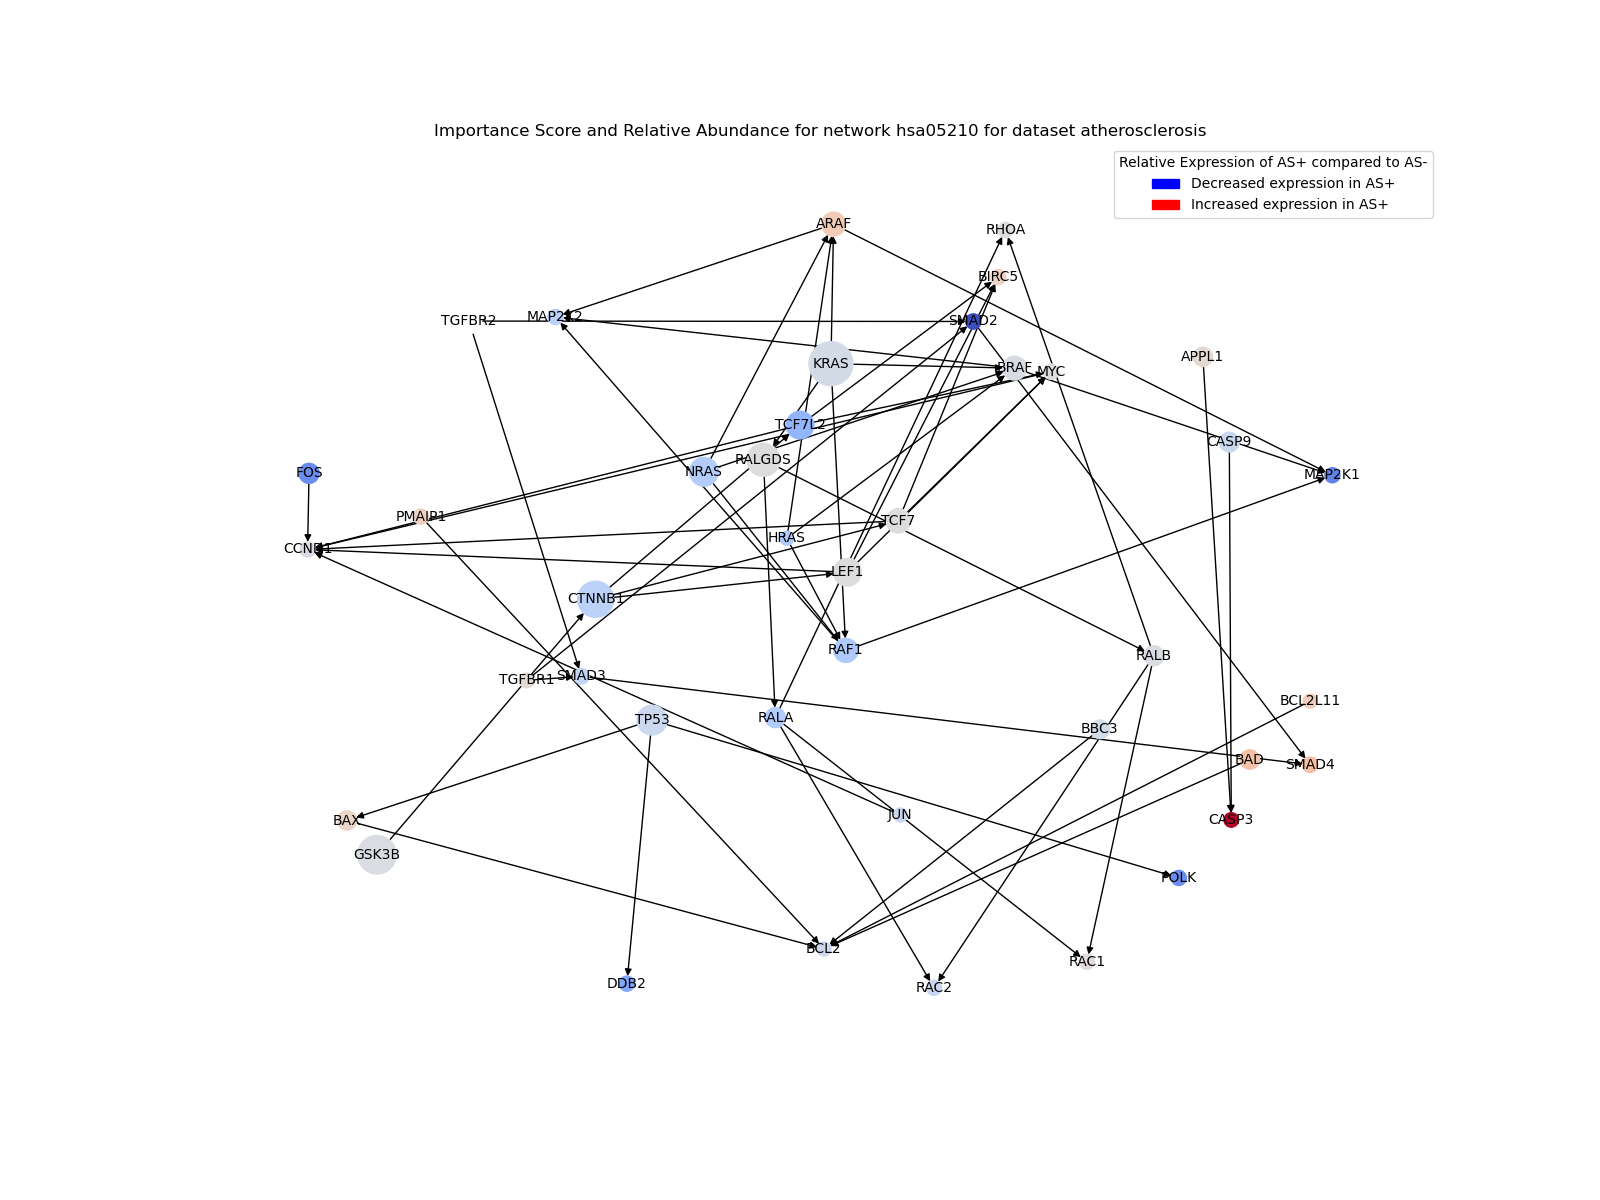 Importance Score and Relative Abundance for network hsa05210 for dataset atherosclerosis
Relative Expression of AS+ compared to AS-
Decreased expression in AS+
Increased expression in AS+
ARAF
RHOA
BIRC5
TGFBR2
MAP2K2
SMAD2
APPL1
KRAS
BRAF
MYC
TCF7L2
CASP9
RALGDS
NRAS
FOS
MAP2K1
PMAIP1
TCF7
HRAS
CCND1
LEF1
CTNNB1
RAF1
RALB
TGFBR1
SMAD3
BCL2L11
TP53
RALA
BBC3
BAD
SMAD4
JUN
CASP3
BAX
GSK3B
POLK
BCL2
RAC1
DDB2
RAC2